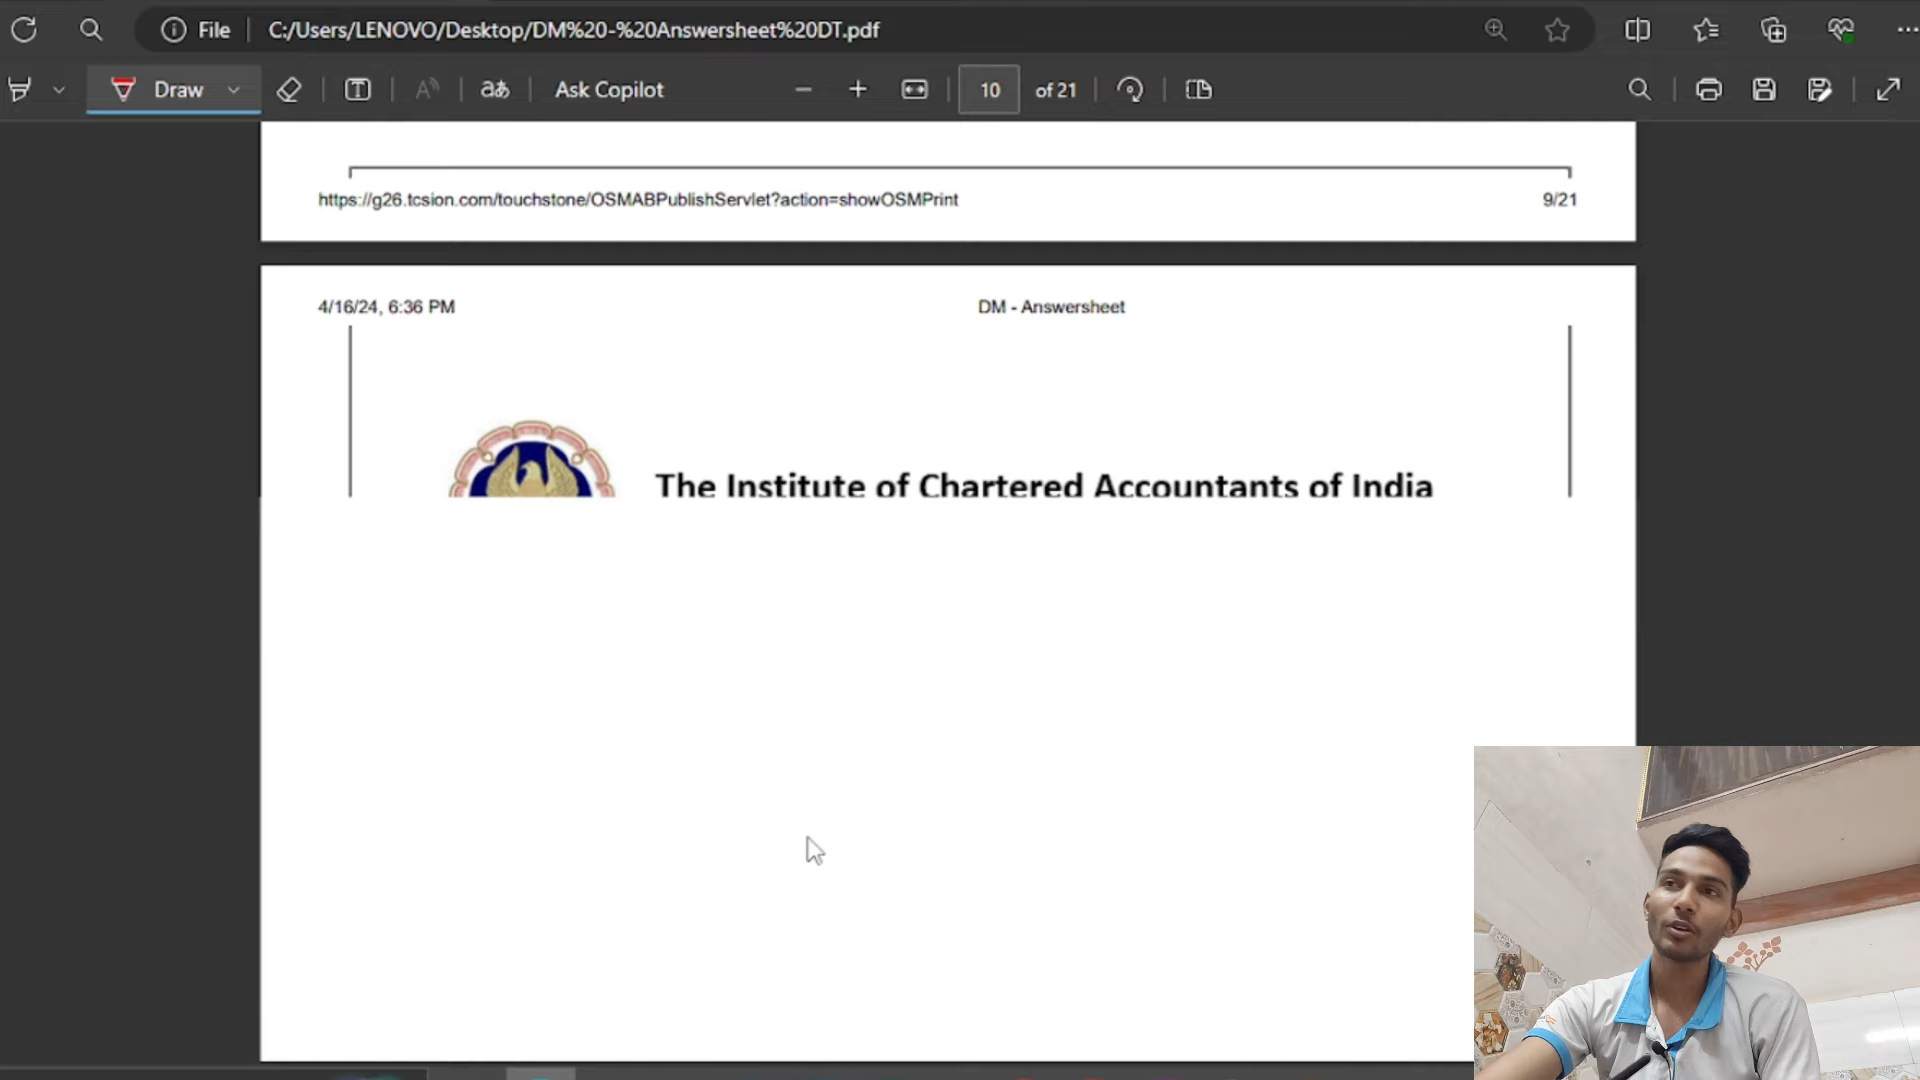 File
C:/Users/LENOVO/Desktop/DM%20-%20Answersheet%20DT.pdf
Draw
Ask Copilot
10 of 21
https://g26.tcsion.com/touchstone/OSMABPublishServlet?action=showOSMPrint 9/21
4/16/24, 6:36 PM DM - Answersheet
The Institute of Chartered Accountants of India